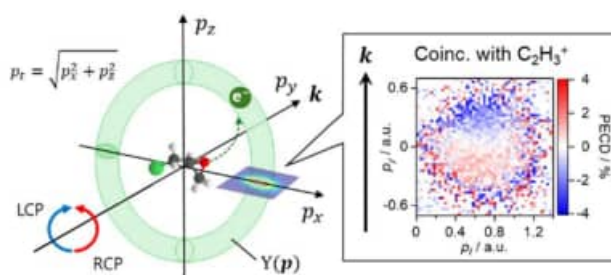 p_r = √p_x² + p_z²
p_z
p_y
k
e⁻
p_x
LCP
RCP
Y(p)
Coinc. with C₂H₃⁺
k
p_y / a.u.
0.6
0
-0.6
0 0.4 0.8 1.2
p_r / a.u.
4
2
0
-2
-4
PECD / %